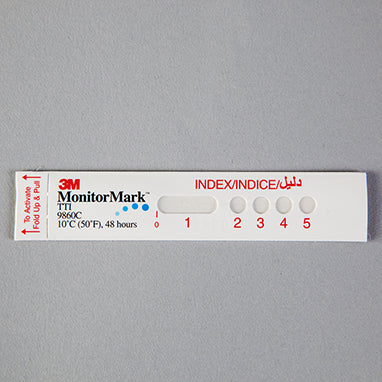 To Activate
Fold Up & Pull
3M
MonitorMark™
TTI
9860C
10°C (50°F), 48 hours
INDEX/INDICE/دليل
0 1 2 3 4 5